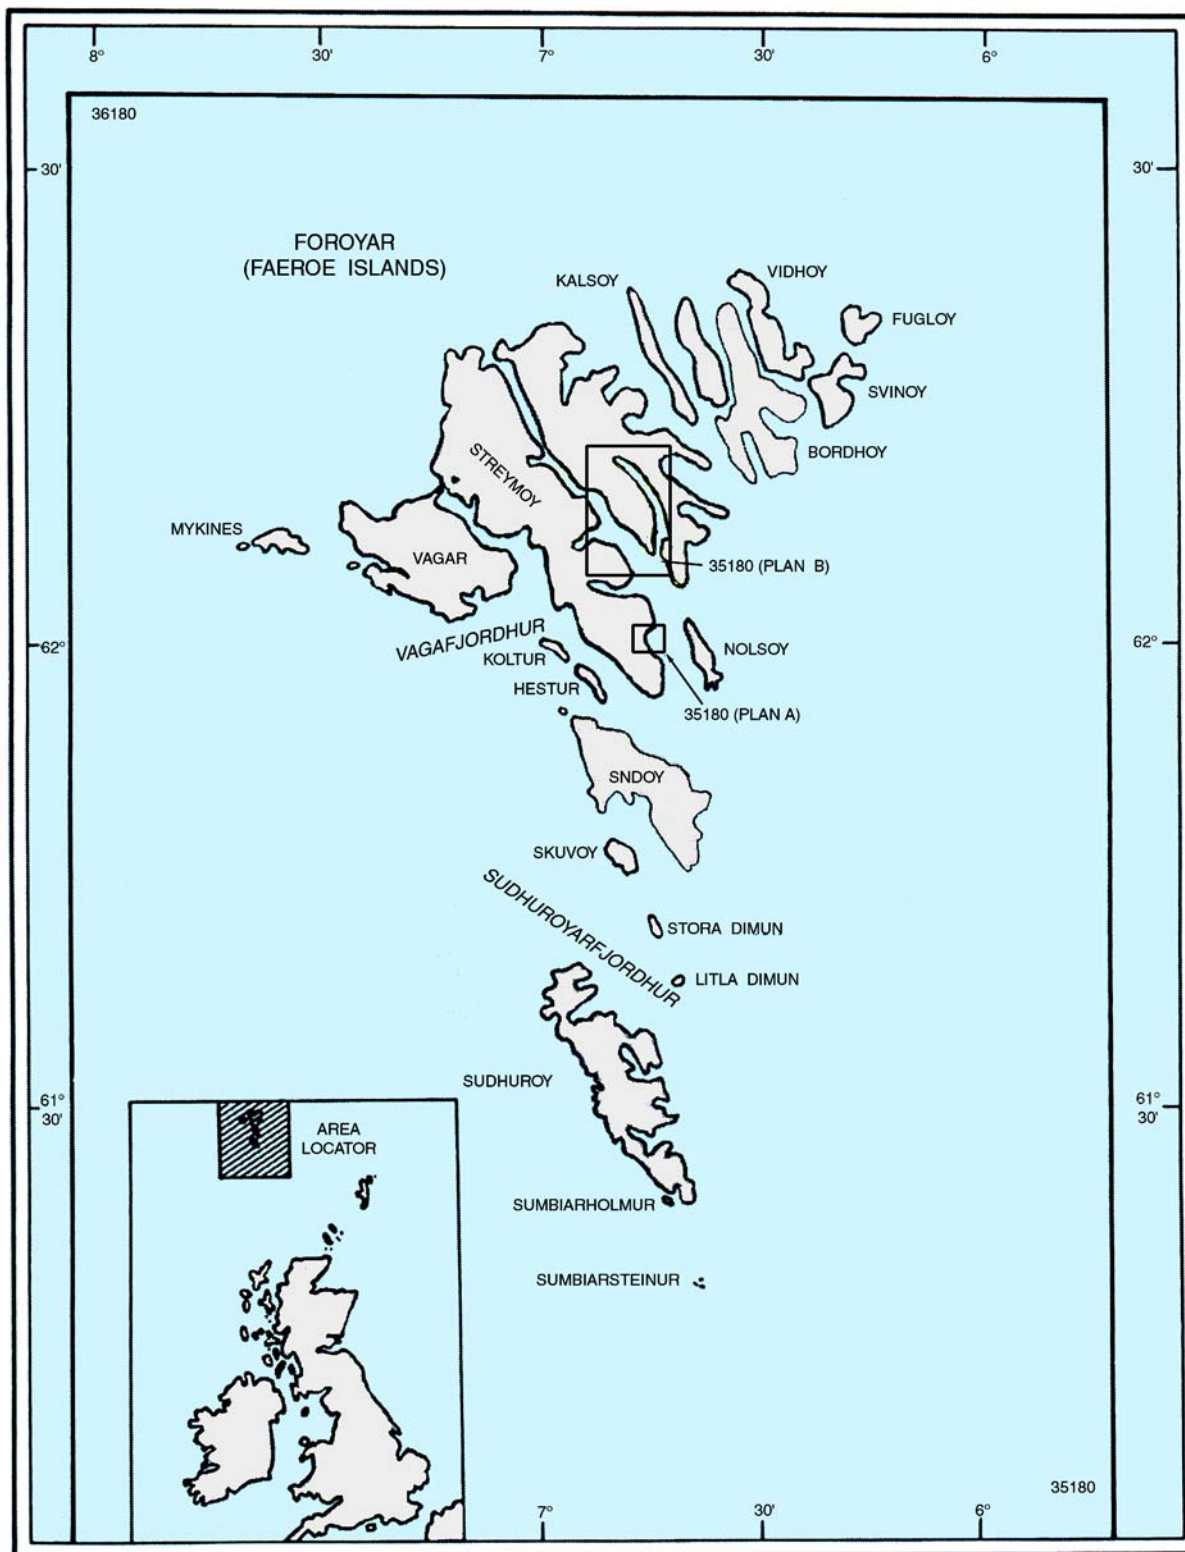 8°
30'
7°
30'
6°
36180
30'
30'
FOROYAR
(FAEROE ISLANDS)
KALSOY
VIDHOY
FUGLOY
SVINOY
BORDHOY
STREYMOY
MYKINES
VAGAR
35180 (PLAN B)
VAGAFJORDHUR
62°
62°
KOLTUR
NOLSOY
HESTUR
35180 (PLAN A)
SNDOY
SKUVOY
SUDHUROYARFJORDHUR
STORA DIMUN
LITLA DIMUN
SUDHUROY
61°
30'
61°
30'
AREA
LOCATOR
SUMBIARHOLMUR
SUMBIARSTEINUR
35180
7°
30'
6°